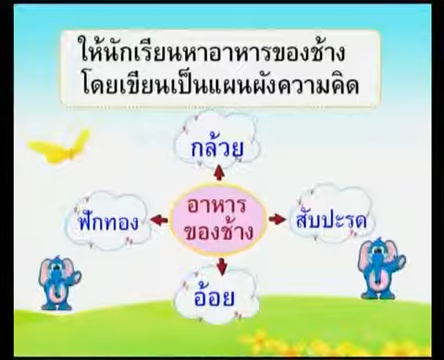 ให้นักเรียนหาอาหารของช้าง
โดยเขียนเป็นแผนผังความคิด
กล้วย
ฟักทอง
อาหาร
ของช้าง
สับปะรด
อ้อย